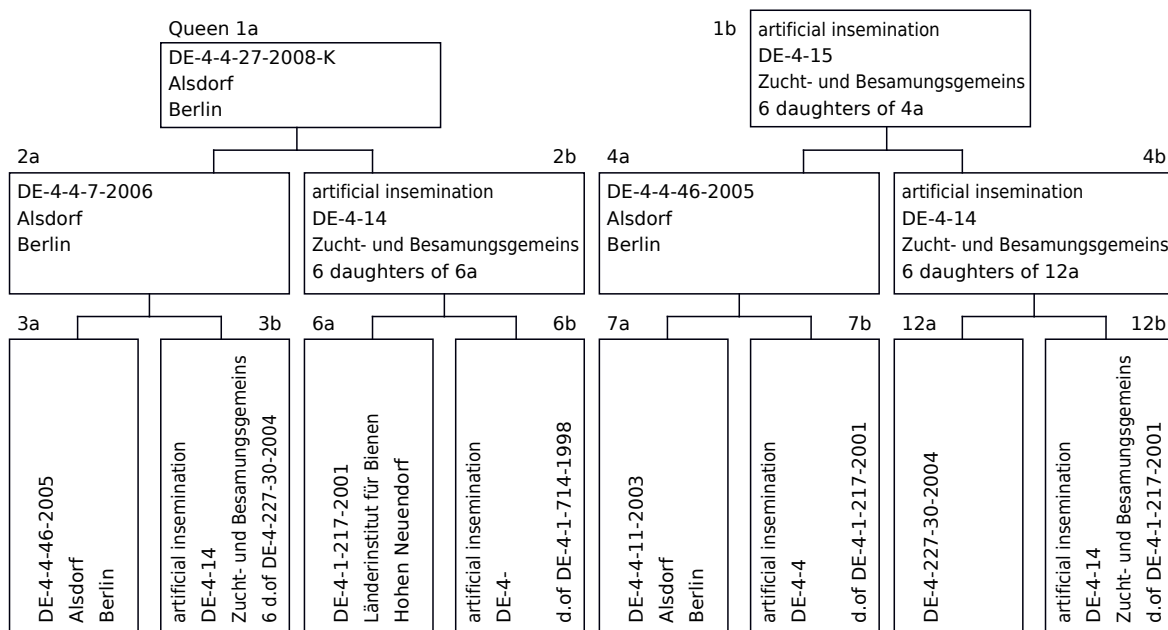 Queen 1a
DE-4-4-27-2008-K
Alsdorf
Berlin
1b
artificial insemination
DE-4-15
Zucht- und Besamungsgemeins
6 daughters of 4a
2a
DE-4-4-7-2006
Alsdorf
Berlin
2b
artificial insemination
DE-4-14
Zucht- und Besamungsgemeins
6 daughters of 6a
4a
DE-4-4-46-2005
Alsdorf
Berlin
4b
artificial insemination
DE-4-14
Zucht- und Besamungsgemeins
6 daughters of 12a
3a
DE-4-4-46-2005
Alsdorf
Berlin
3b
artificial insemination
DE-4-14
Zucht- und Besamungsgemeins
6 d.of DE-4-227-30-2004
6a
DE-4-1-217-2001
Länderinstitut für Bienen
Hohen Neuendorf
6b
artificial insemination
DE-4-
d.of DE-4-1-714-1998
7a
DE-4-4-11-2003
Alsdorf
Berlin
7b
artificial insemination
DE-4-4
d.of DE-4-1-217-2001
12a
DE-4-227-30-2004
12b
artificial insemination
DE-4-14
Zucht- und Besamungsgemeins
d.of DE-4-1-217-2001